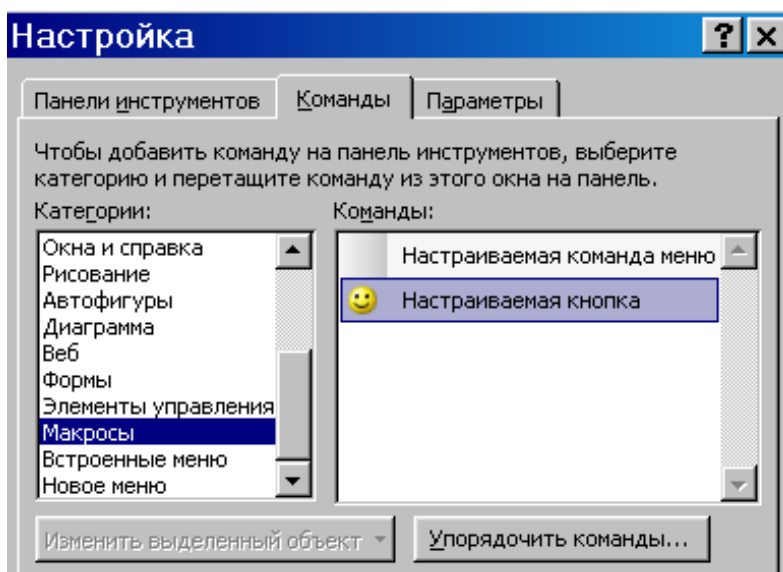 Настройка
Панели инструментов
Команды
Параметры
Чтобы добавить команду на панель инструментов, выберите
категорию и перетащите команду из этого окна на панель.
Категории:
Окна и справка
Рисование
Автофигуры
Диаграмма
Веб
Формы
Элементы управления
Макросы
Встроенные меню
Новое меню
Команды:
Настраиваемая команда меню
Настраиваемая кнопка
Изменить выделенный объект
Упорядочить команды...